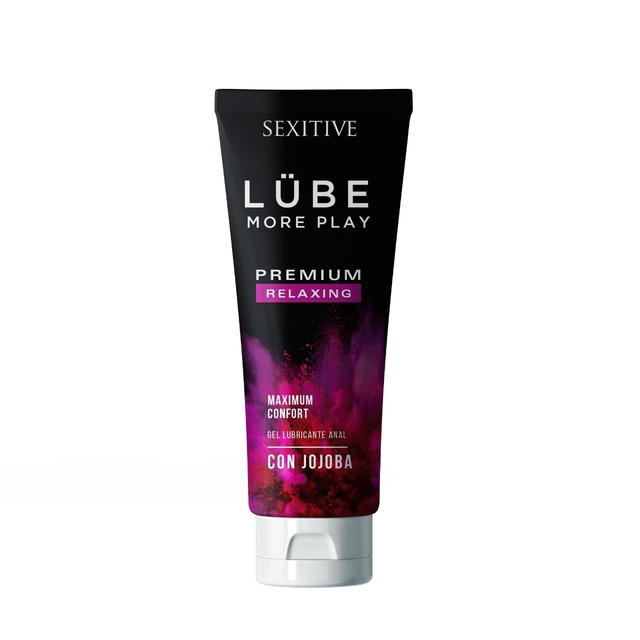 SEXITIVE
LÜBE
MORE PLAY
PREMIUM
RELAXING
MAXIMUM
CONFORT
GEL LUBRICANTE ANAL
CON JOJOBA